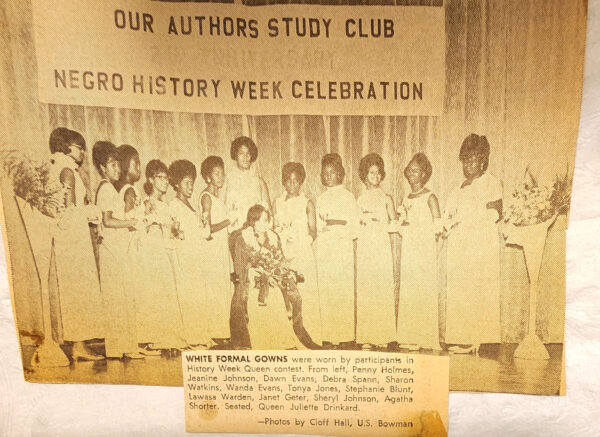 OUR AUTHORS STUDY CLUB
NEGRO HISTORY WEEK CELEBRATION
WHITE FORMAL GOWNS were worn by participants in
History Week Queen contest. From left, Penny Holmes,
Jeanine Johnson, Dawn Evans, Debra Spann, Sharon
Watkins, Wanda Evans, Tonya Jones, Stephanie Blunt,
Lawasa Warden, Janet Geter, Sheryl Johnson, Agatha
Shorter. Seated, Queen Juliette Drinkard.
—Photos by Cloff Hall, U.S. Bowman